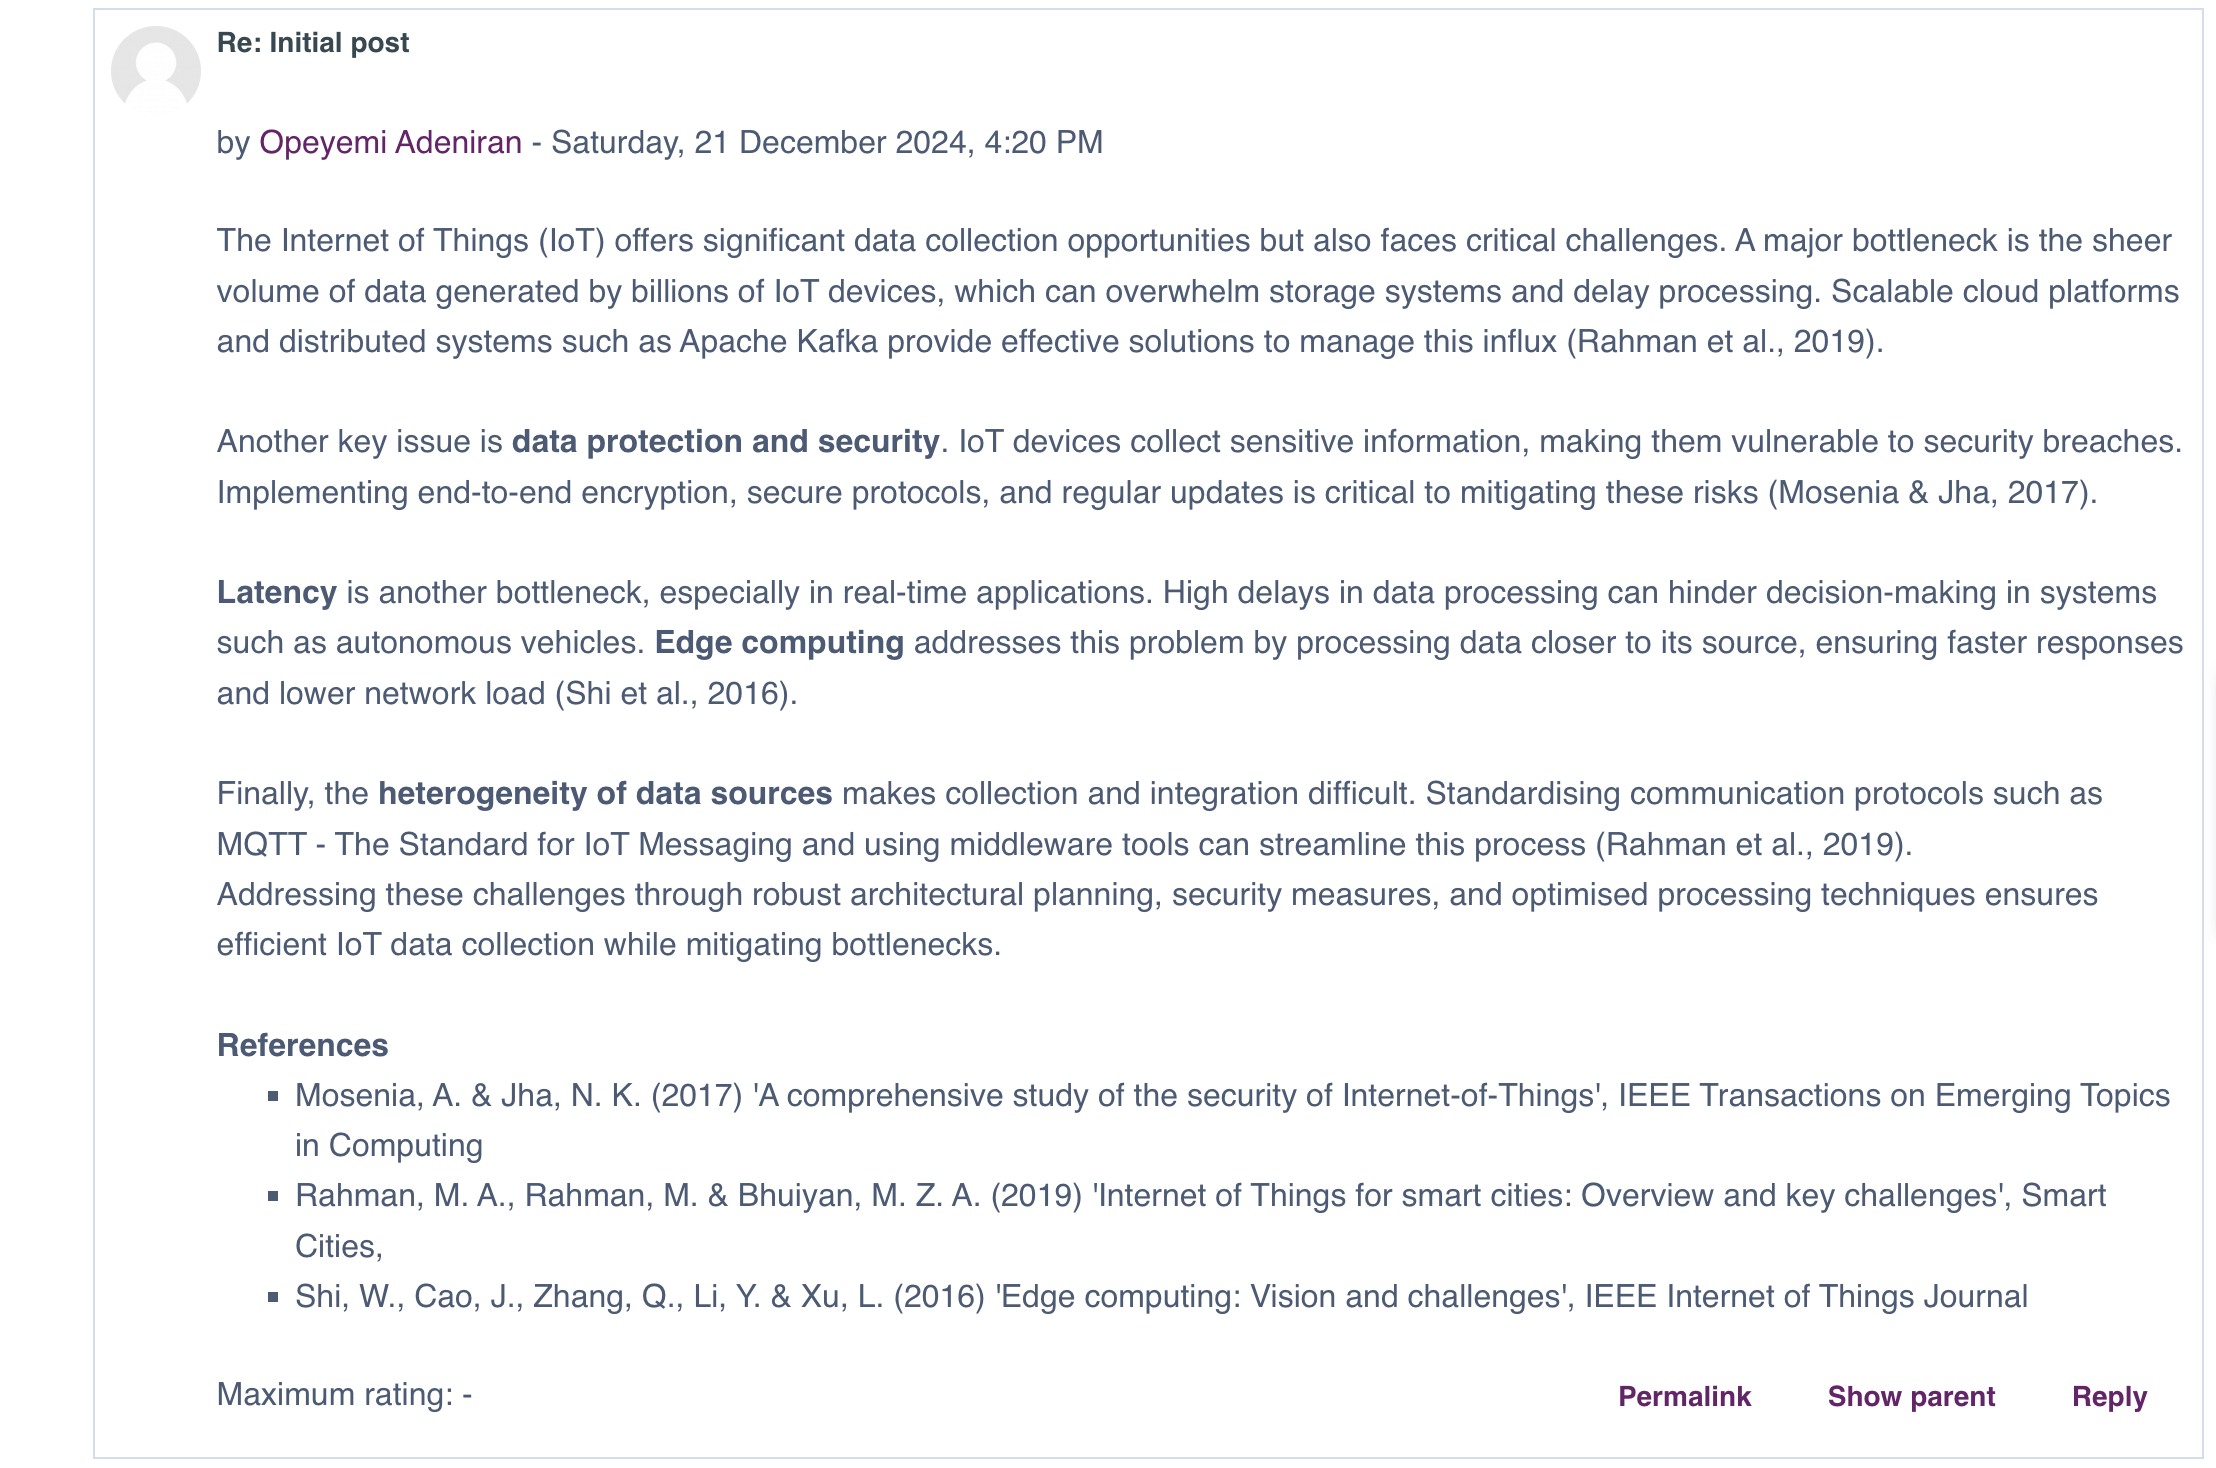 Re: Initial post
by Opeyemi Adeniran - Saturday, 21 December 2024, 4:20 PM
The Internet of Things (IoT) offers significant data collection opportunities but also faces critical challenges. A major bottleneck is the sheer
volume of data generated by billions of IoT devices, which can overwhelm storage systems and delay processing. Scalable cloud platforms
and distributed systems such as Apache Kafka provide effective solutions to manage this influx (Rahman et al., 2019).
Another key issue is data protection and security. IoT devices collect sensitive information, making them vulnerable to security breaches.
Implementing end-to-end encryption, secure protocols, and regular updates is critical to mitigating these risks (Mosenia & Jha, 2017).
Latency is another bottleneck, especially in real-time applications. High delays in data processing can hinder decision-making in systems
such as autonomous vehicles. Edge computing addresses this problem by processing data closer to its source, ensuring faster responses
and lower network load (Shi et al., 2016).
Finally, the heterogeneity of data sources makes collection and integration difficult. Standardising communication protocols such as
MQTT - The Standard for IoT Messaging and using middleware tools can streamline this process (Rahman et al., 2019).
Addressing these challenges through robust architectural planning, security measures, and optimised processing techniques ensures
efficient IoT data collection while mitigating bottlenecks.
References
▪ Mosenia, A. & Jha, N. K. (2017) 'A comprehensive study of the security of Internet-of-Things', IEEE Transactions on Emerging Topics
in Computing
▪ Rahman, M. A., Rahman, M. & Bhuiyan, M. Z. A. (2019) 'Internet of Things for smart cities: Overview and key challenges', Smart
Cities,
▪ Shi, W., Cao, J., Zhang, Q., Li, Y. & Xu, L. (2016) 'Edge computing: Vision and challenges', IEEE Internet of Things Journal
Maximum rating: -
Permalink Show parent Reply